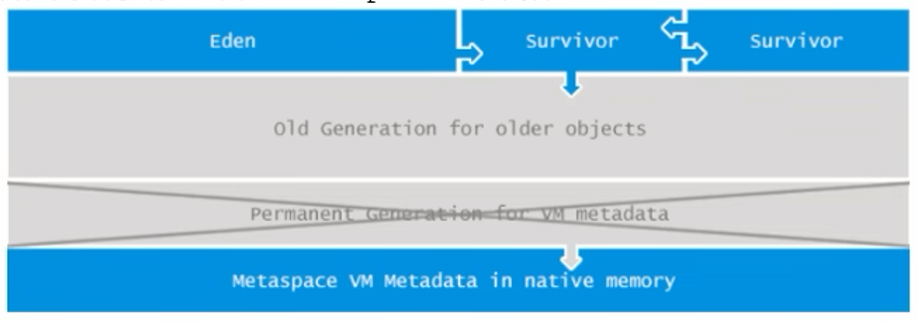 Eden
Survivor
Survivor
Old Generation for older objects
Permanent Generation for VM metadata
Metaspace VM Metadata in native memory